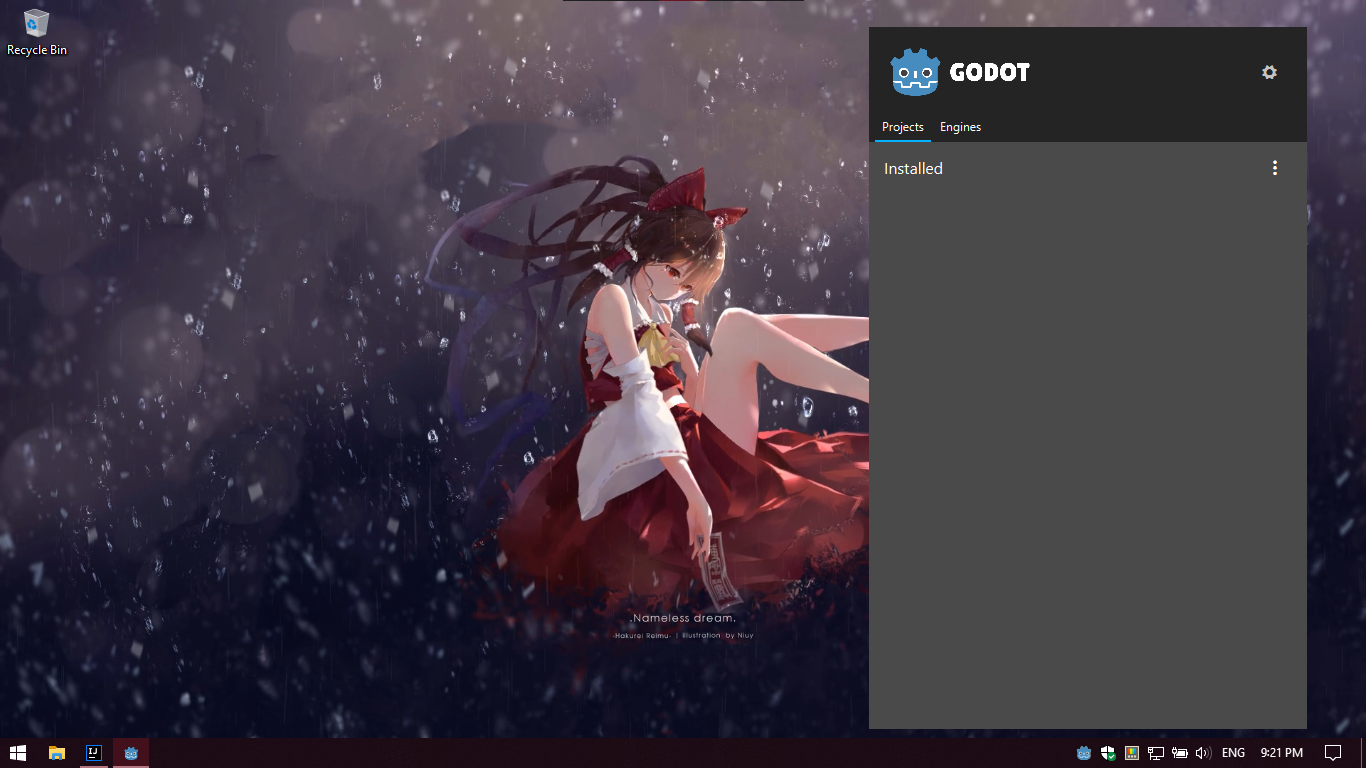 Recycle Bin
GODOT
Projects Engines
Installed
.Nameless dream.
-Hakurei Reimu- | Illustration: by Niuy
IJ
ENG 9:21 PM